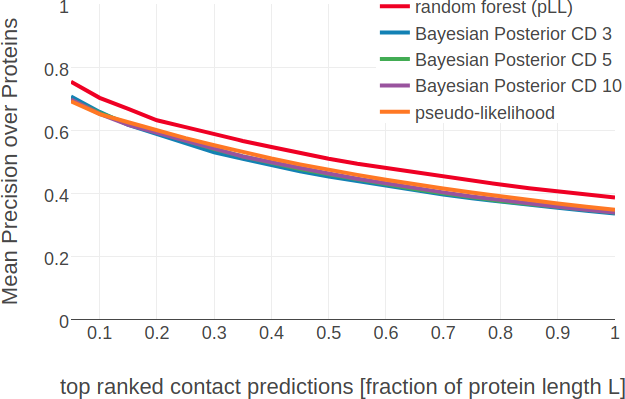 Mean Precision over Proteins
1
0.8
0.6
0.4
0.2
0
random forest (pLL)
Bayesian Posterior CD 3
Bayesian Posterior CD 5
Bayesian Posterior CD 10
pseudo-likelihood
0.1 0.2 0.3 0.4 0.5 0.6 0.7 0.8 0.9 1
top ranked contact predictions [fraction of protein length L]